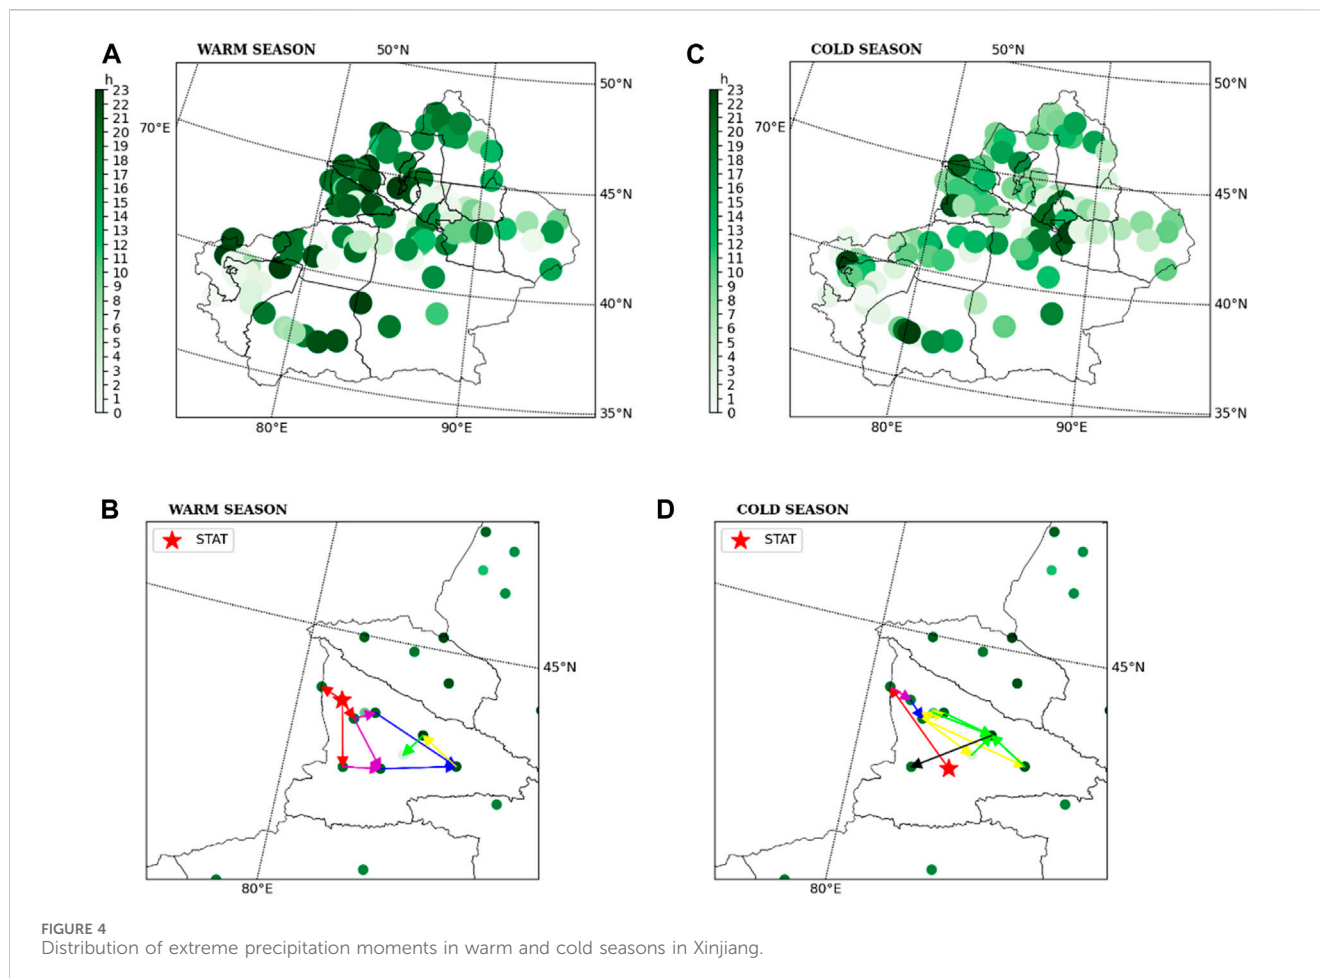 A
WARM SEASON
50°N
h
23
22
21
20
19
18
17
16
15
14
13
12
11
10
9
8
7
6
5
4
3
2
1
0
70°E
50°N
45°N
40°N
35°N
80°E
90°E
C
COLD SEASON
50°N
h
23
22
21
20
19
18
17
16
15
14
13
12
11
10
9
8
7
6
5
4
3
2
1
0
70°E
50°N
45°N
40°N
35°N
80°E
90°E
B
WARM SEASON
STAT
45°N
80°E
D
COLD SEASON
STAT
45°N
80°E
FIGURE 4
Distribution of extreme precipitation moments in warm and cold seasons in Xinjiang.